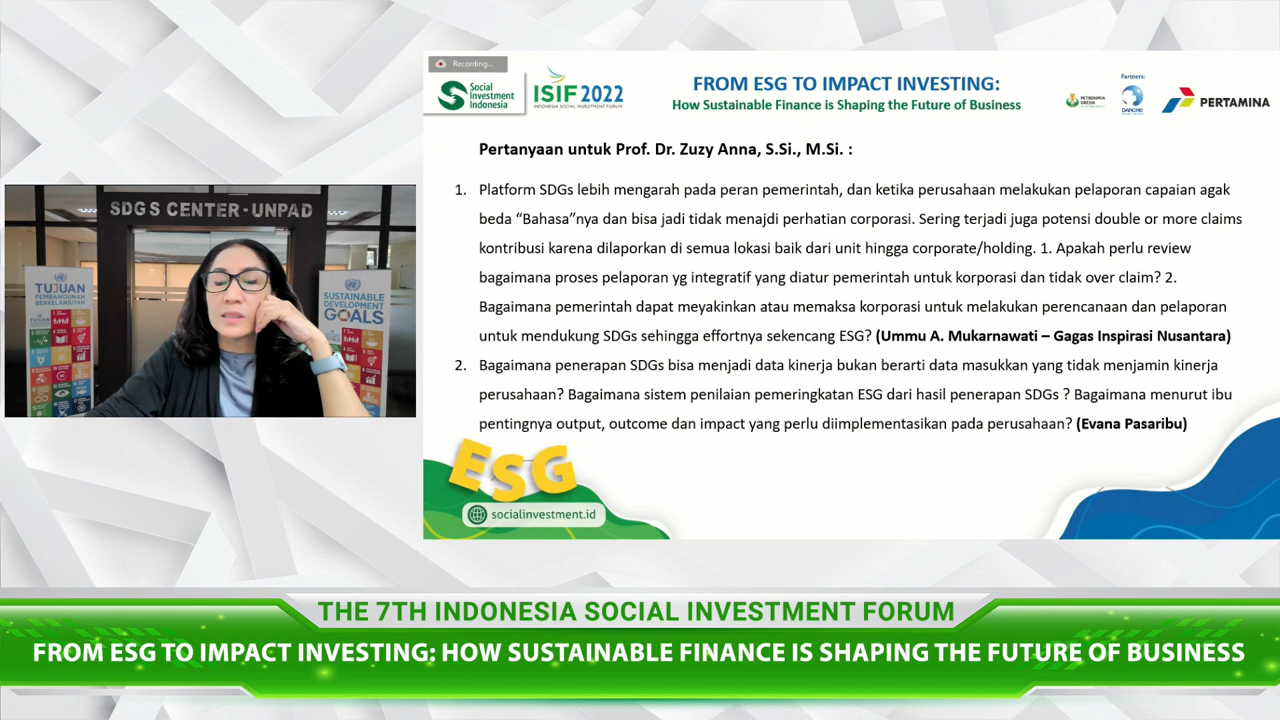 Recording...
Social
Investment
Indonesia
ISIF 2022
INDONESIA SOCIAL INVESTMENT FORUM
FROM ESG TO IMPACT INVESTING:
How Sustainable Finance is Shaping the Future of Business
Partners:
PETROKIMIA
GRESIK
DANONE
PERTAMINA
Pertanyaan untuk Prof. Dr. Zuzy Anna, S.Si., M.Si. :
1. Platform SDGs lebih mengarah pada peran pemerintah, dan ketika perusahaan melakukan pelaporan capaian agak
beda “Bahasa”nya dan bisa jadi tidak menajdi perhatian corporasi. Sering terjadi juga potensi double or more claims
kontribusi karena dilaporkan di semua lokasi baik dari unit hingga corporate/holding. 1. Apakah perlu review
bagaimana proses pelaporan yg integratif yang diatur pemerintah untuk korporasi dan tidak over claim? 2.
Bagaimana pemerintah dapat meyakinkan atau memaksa korporasi untuk melakukan perencanaan dan pelaporan
untuk mendukung SDGs sehingga effortnya sekencang ESG? (Ummu A. Mukarnawati – Gagas Inspirasi Nusantara)
2. Bagaimana penerapan SDGs bisa menjadi data kinerja bukan berarti data masukkan yang tidak menjamin kinerja
perusahaan? Bagaimana sistem penilaian pemeringkatan ESG dari hasil penerapan SDGs ? Bagaimana menurut ibu
pentingnya output, outcome dan impact yang perlu diimplementasikan pada perusahaan? (Evana Pasaribu)
ESG
socialinvestment.id
SDGS CENTER-UNPAD
TUJUAN
PEMBANGUNAN
BERKELANJUTAN
SUSTAINABLE
DEVELOPMENT
GOALS
THE 7TH INDONESIA SOCIAL INVESTMENT FORUM
FROM ESG TO IMPACT INVESTING: HOW SUSTAINABLE FINANCE IS SHAPING THE FUTURE OF BUSINESS